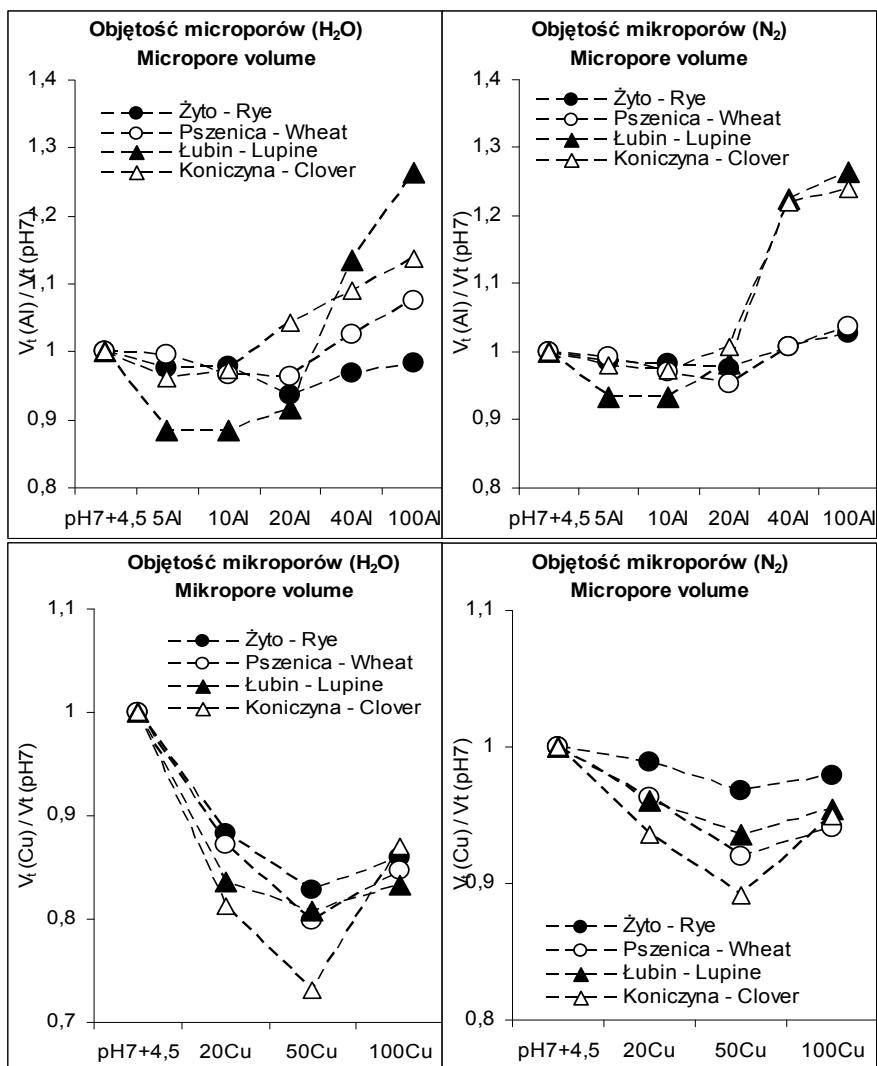 Objętość microporów (H₂O)
Micropore volume
1,4
1,3
1,2
1,1
1
0,9
0,8
Vₜ (Al) / Vt (pH7)
Żyto - Rye
Pszenica - Wheat
Łubin - Lupine
Koniczyna - Clover
pH7+4,5 5Al 10Al 20Al 40Al 100Al
Objętość mikroporów (N₂)
Micropore volume
1,4
1,3
1,2
1,1
1
0,9
0,8
Vₜ (Al) / Vt (pH7)
Żyto - Rye
Pszenica - Wheat
Łubin - Lupine
Koniczyna - Clover
pH7+4,5 5Al 10Al 20Al 40Al 100Al
Objętość mikroporów (H₂O)
Mikropore volume
1,1
1
0,9
0,8
0,7
Vₜ (Cu) / Vt (pH7)
Żyto - Rye
Pszenica - Wheat
Łubin - Lupine
Koniczyna - Clover
pH7+4,5 20Cu 50Cu 100Cu
Objętość mikroporów (N₂)
Micropore volume
1,1
1
0,9
0,8
Vₜ (Cu) / Vt (pH7)
Żyto - Rye
Pszenica - Wheat
Łubin - Lupine
Koniczyna - Clover
pH7+4,5 20Cu 50Cu 100Cu